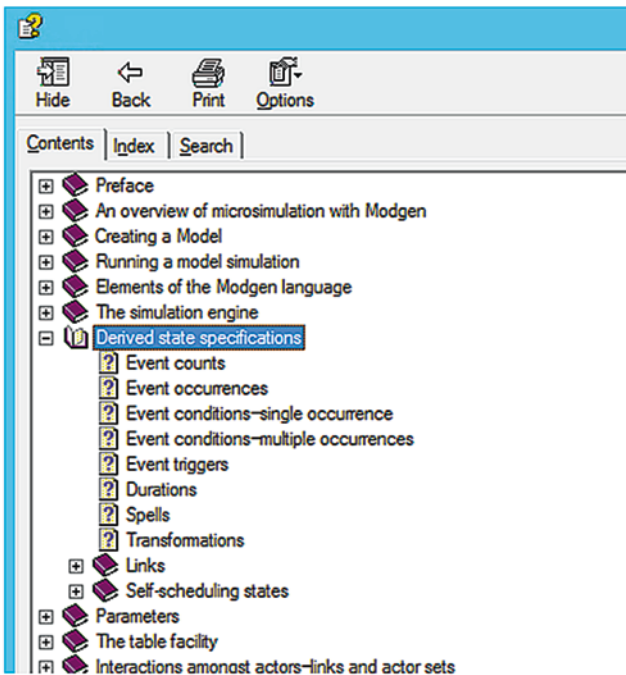 Hide Back Print Options
Contents Index Search
Preface
An overview of microsimulation with Modgen
Creating a Model
Running a model simulation
Elements of the Modgen language
The simulation engine
Derived state specifications
Event counts
Event occurrences
Event conditions-single occurrence
Event conditions-multiple occurrences
Event triggers
Durations
Spells
Transformations
Links
Self-scheduling states
Parameters
The table facility
Interactions amongst actors-links and actor sets